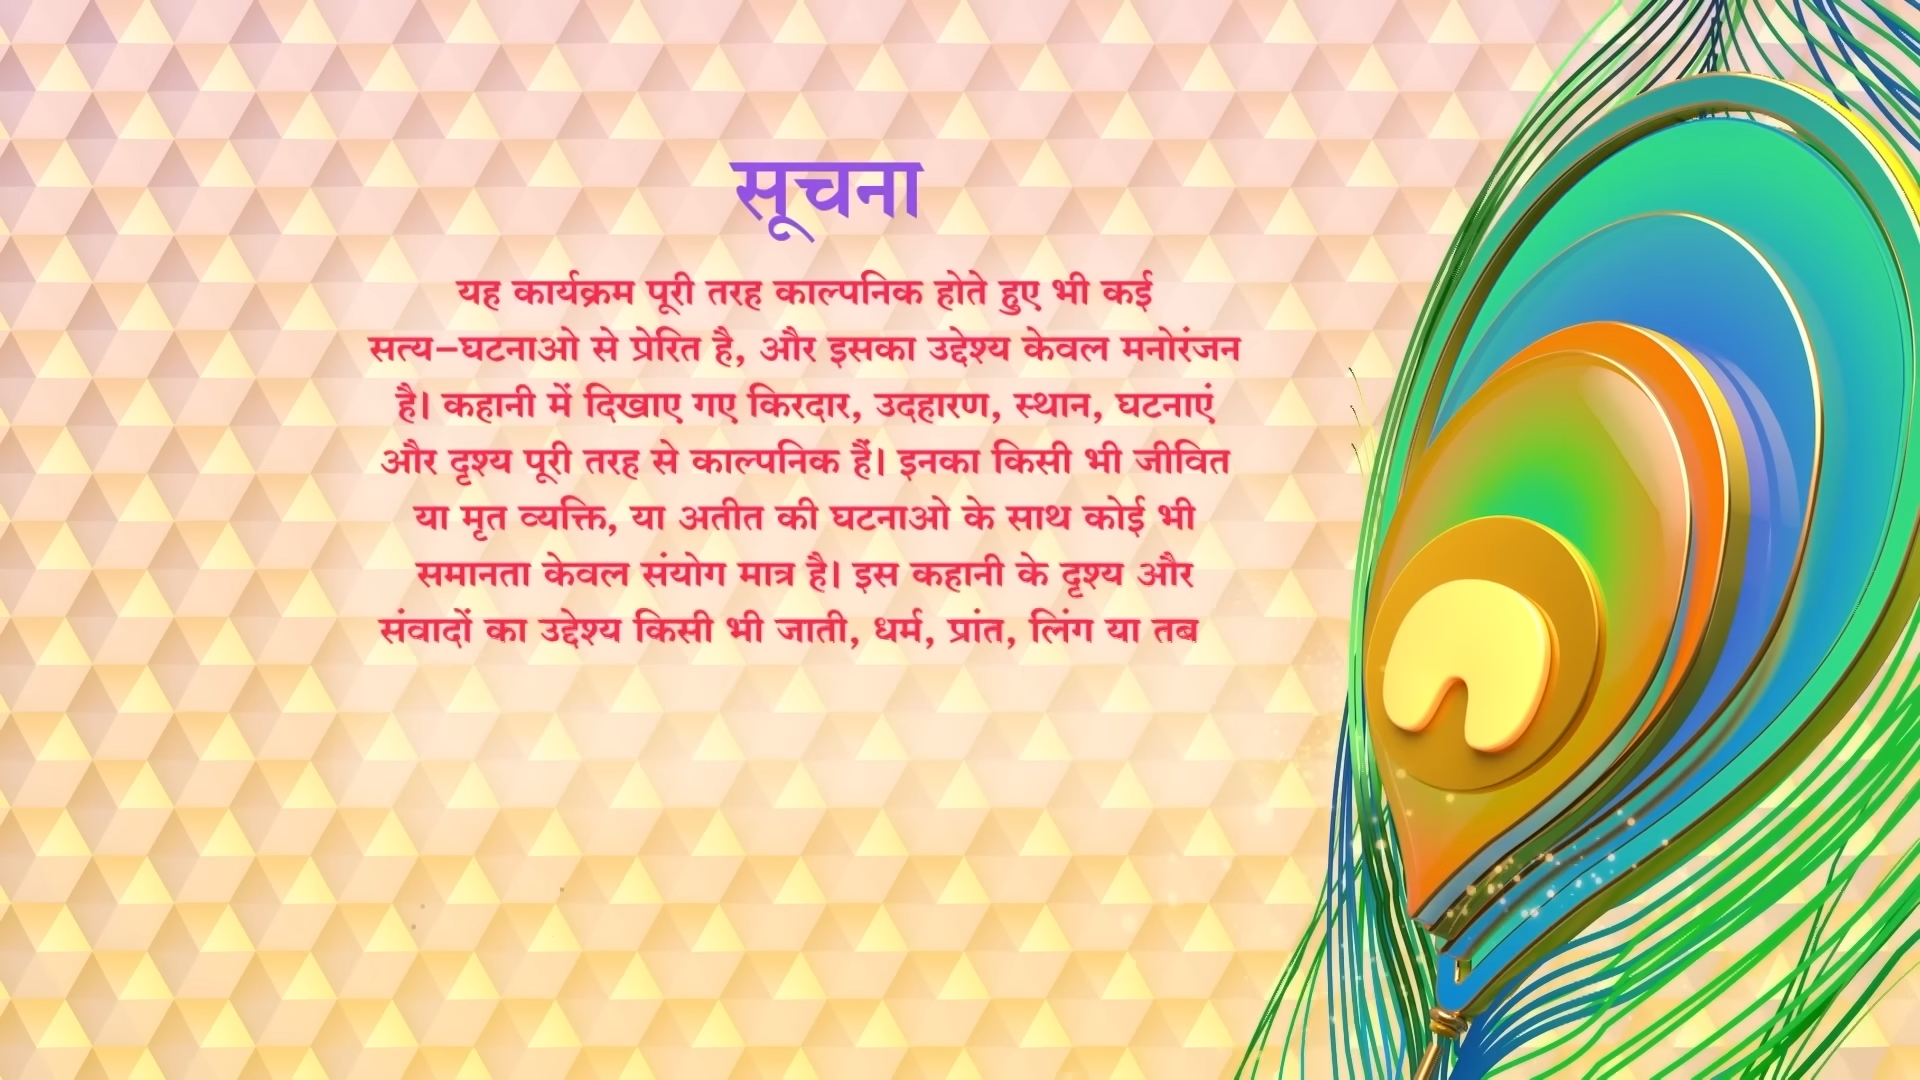 सूचना
यह कार्यक्रम पूरी तरह काल्पनिक होते हुए भी कई
सत्य–घटनाओ से प्रेरित है, और इसका उद्देश्य केवल मनोरंजन
है। कहानी में दिखाए गए किरदार, उदहारण, स्थान, घटनाएं
और दृश्य पूरी तरह से काल्पनिक हैं। इनका किसी भी जीवित
या मृत व्यक्ति, या अतीत की घटनाओ के साथ कोई भी
समानता केवल संयोग मात्र है। इस कहानी के दृश्य और
संवादों का उद्देश्य किसी भी जाती, धर्म, प्रांत, लिंग या तब